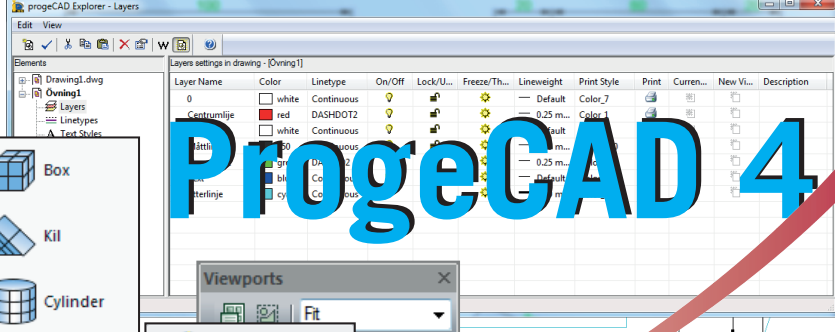 progeCAD Explorer - Layers
Edit View
Elements
Layers settings in drawing - [Övning1]
Drawing1.dwg
Övning1
Layers
Linetypes
A Text Styles
Layer Name Color Linetype On/Off Lock/U... Freeze/Th... Lineweight Print Style Print Curren... New Vi... Description
0 white Continuous Default Color_7
Centrumlije red DASHDOT2 0.25 m... Color_1
white Continuous
0.25 m...
Default
ProgeCAD 4
Box
Kil
Cylinder
Viewports
Fit